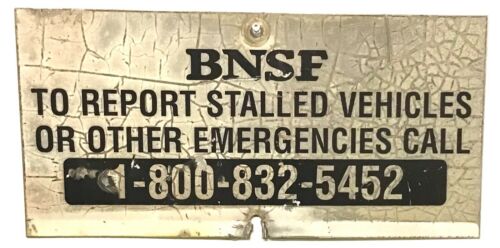 BNSF
TO REPORT STALLED VEHICLES
OR OTHER EMERGENCIES CALL
1-800-832-5452